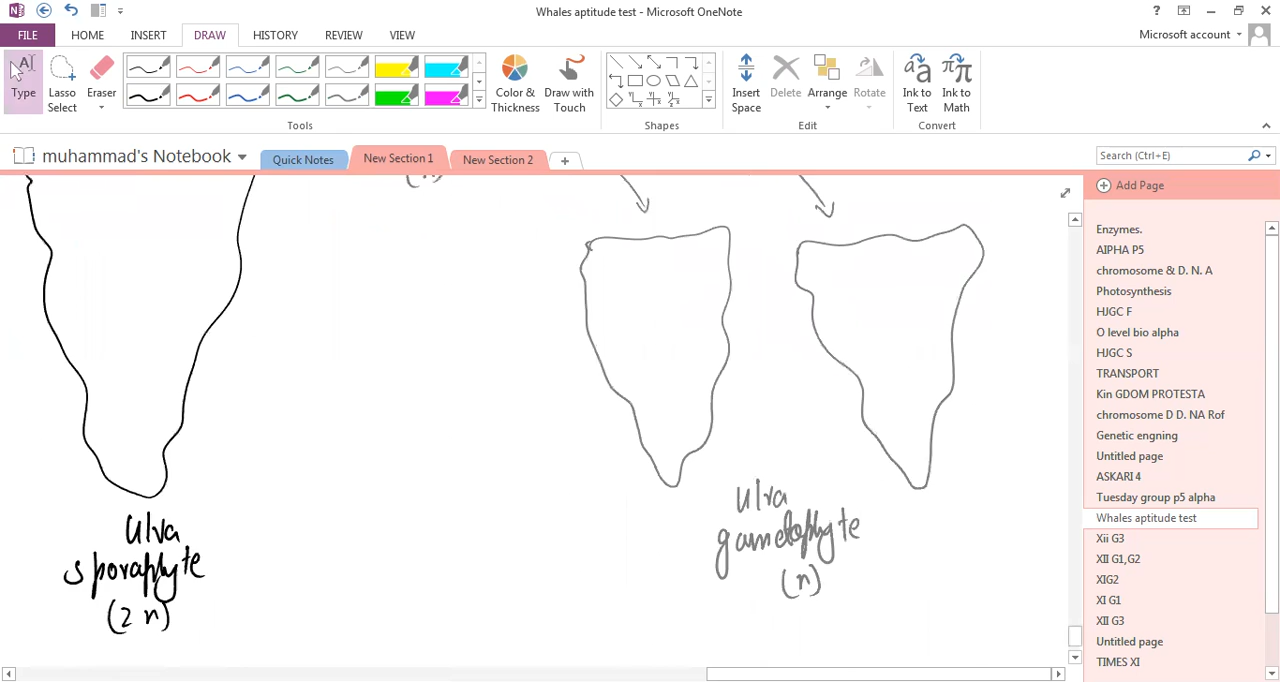 Whales aptitude test - Microsoft OneNote
?
FILE
HOME
INSERT
DRAW
HISTORY
REVIEW
VIEW
Microsoft account
Type
Lasso
Select
Eraser
Color &
Thickness
Draw with
Touch
Insert
Space
Delete
Arrange
Rotate
Ink to
Text
Ink to
Math
Tools
Shapes
Edit
Convert
muhammad's Notebook
Quick Notes
New Section 1
New Section 2
+
Search (Ctrl+E)
Add Page
Enzymes.
AIPHA P5
chromosome & D. N. A
Photosynthesis
HJGC F
O level bio alpha
HJGC S
TRANSPORT
Kin GDOM PROTESTA
chromosome D D. NA Rof
Genetic engning
Untitled page
ASKARI 4
Tuesday group p5 alpha
Whales aptitude test
Xii G3
XII G1,G2
XIG2
XI G1
XII G3
Untitled page
TIMES XI
Ulva
sporophyte
(2n)
Ulva
gametophyte
(n)